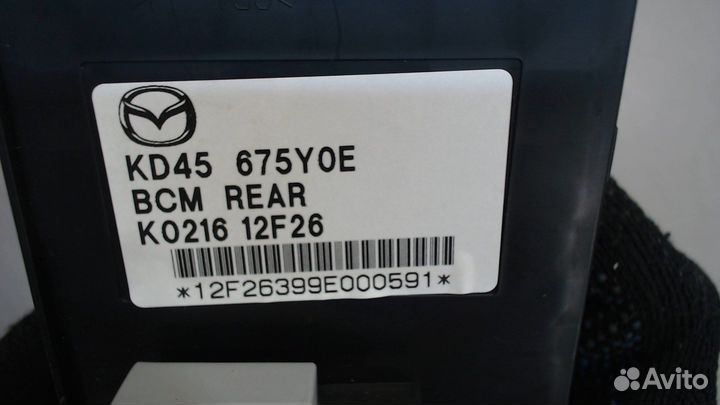 KD45 675Y0E
BCM REAR
K0216 12F26
*12F26399E000591*
Avito